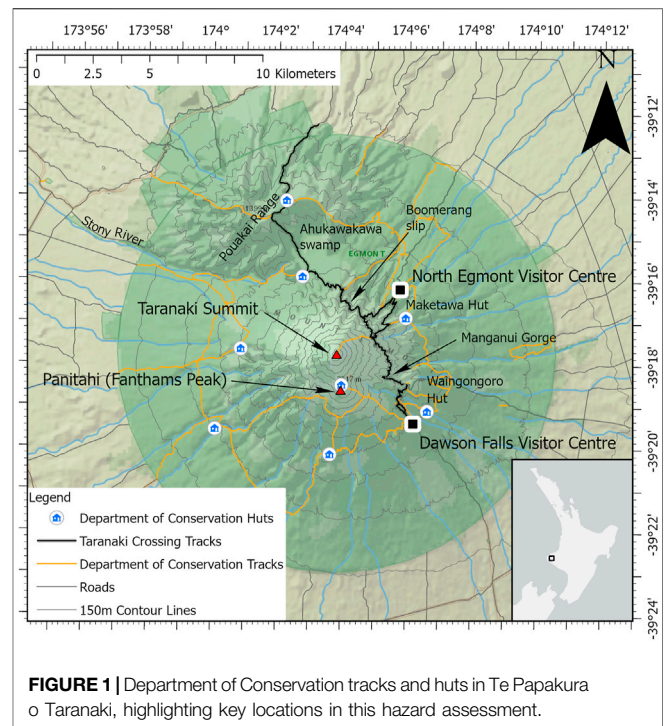 173°56' 173°58' 174° 174°02' 174°04' 174°06' 174°08' 174°10' 174°12'
0 2.5 5 10 Kilometers
N
-39°12'
-39°14'
-39°16'
-39°18'
-39°20'
-39°22'
-39°24'
Pouakai Range
Stony River
Ahukawakawa
swamp
Boomerang
slip
EGMONT
North Egmont Visitor Centre
Maketawa Hut
Taranaki Summit
Manganui Gorge
Panitahi (Fanthams Peak)
Waingongoro
Hut
Dawson Falls Visitor Centre
Legend
Department of Conservation Huts
Taranaki Crossing Tracks
Department of Conservation Tracks
Roads
150m Contour Lines
FIGURE 1 | Department of Conservation tracks and huts in Te Papakura
o Taranaki, highlighting key locations in this hazard assessment.